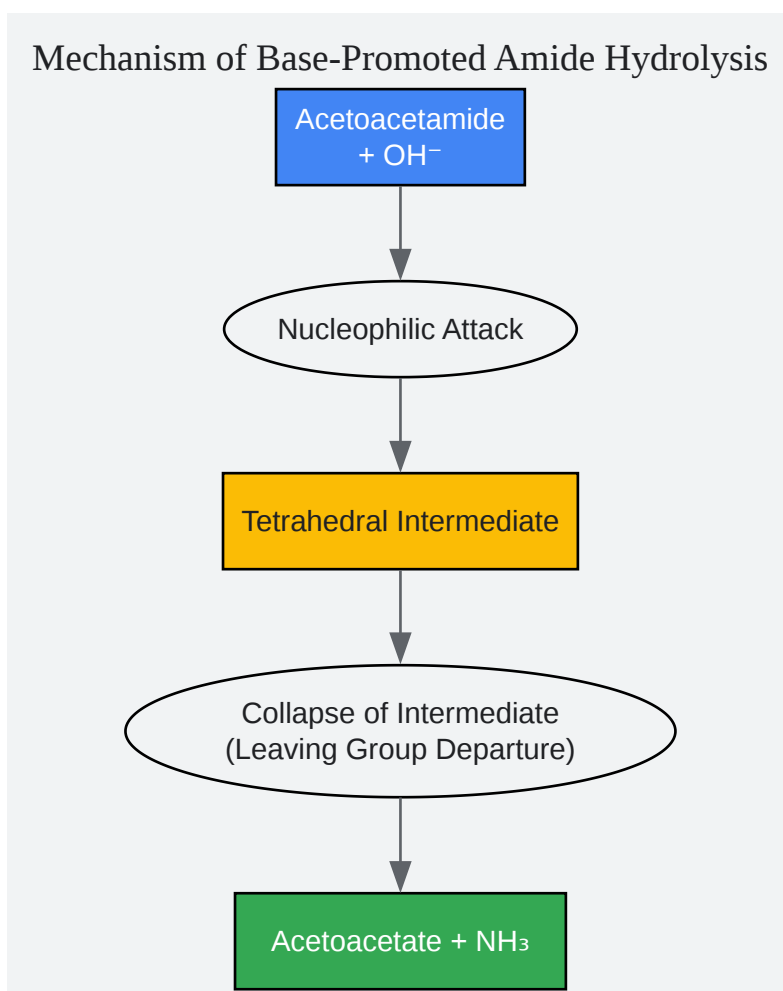 Mechanism of Base-Promoted Amide Hydrolysis
Acetoacetamide
+ OH⁻
Nucleophilic Attack
Tetrahedral Intermediate
Collapse of Intermediate
(Leaving Group Departure)
Acetoacetate + NH₃